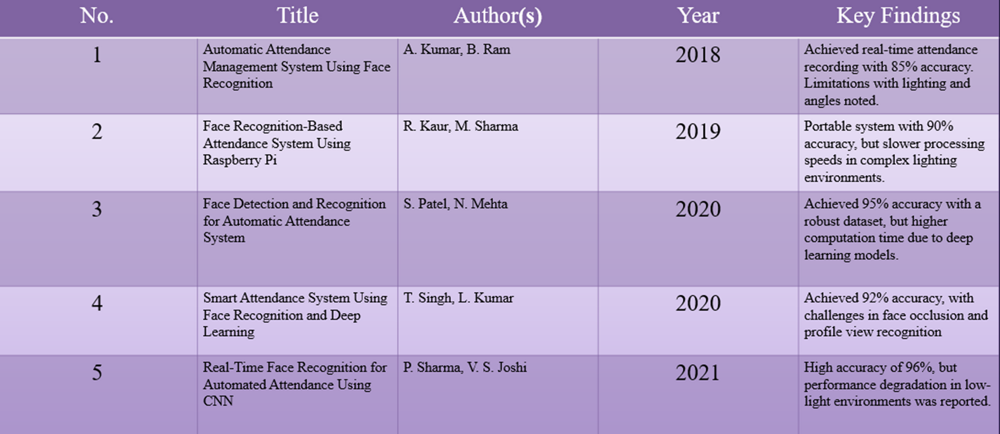 No.
Title
Author(s)
Year
Key Findings
1
Automatic Attendance
Management System Using Face
Recognition
A. Kumar, B. Ram
2018
Achieved real-time attendance
recording with 85% accuracy.
Limitations with lighting and
angles noted.
2
Face Recognition-Based
Attendance System Using
Raspberry Pi
R. Kaur, M. Sharma
2019
Portable system with 90%
accuracy, but slower processing
speeds in complex lighting
environments.
3
Face Detection and Recognition
for Automatic Attendance
System
S. Patel, N. Mehta
2020
Achieved 95% accuracy with a
robust dataset, but higher
computation time due to deep
learning models.
4
Smart Attendance System Using
Face Recognition and Deep
Learning
T. Singh, L. Kumar
2020
Achieved 92% accuracy, with
challenges in face occlusion and
profile view recognition
5
Real-Time Face Recognition for
Automated Attendance Using
CNN
P. Sharma, V. S. Joshi
2021
High accuracy of 96%, but
performance degradation in low-
light environments was reported.